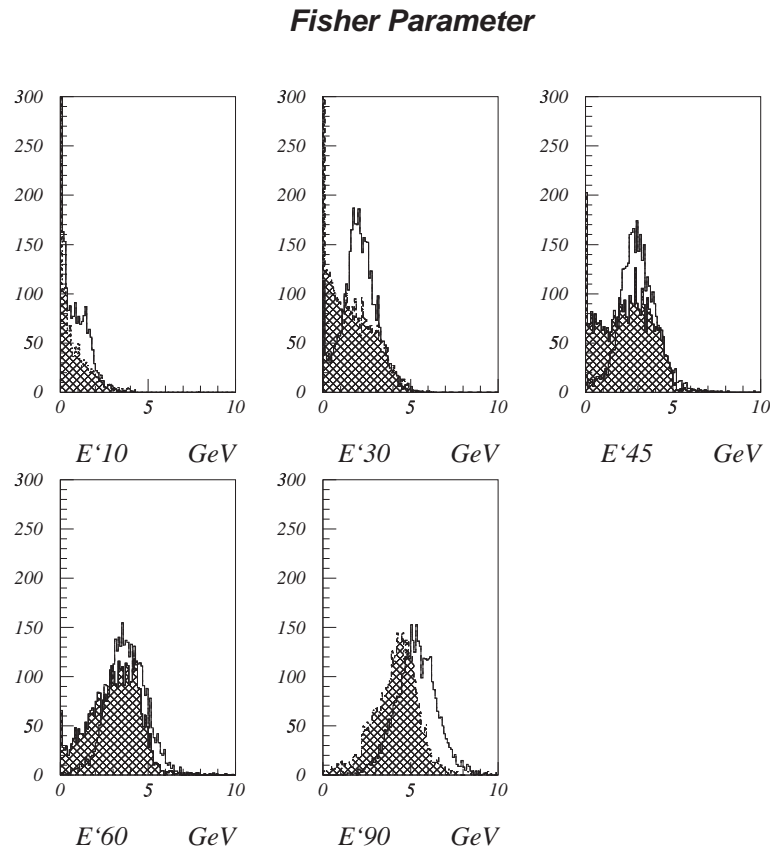 Fisher Parameter
300 300 300
250 250 250
200 200 200
150 150 150
100 100 100
50 50 50
0 0 0
0 5 10 0 5 10 0 5 10
E‘10 GeV E‘30 GeV E‘45 GeV
300 300
250 250
200 200
150 150
100 100
50 50
0 0
0 5 10 0 5 10
E‘60 GeV E‘90 GeV